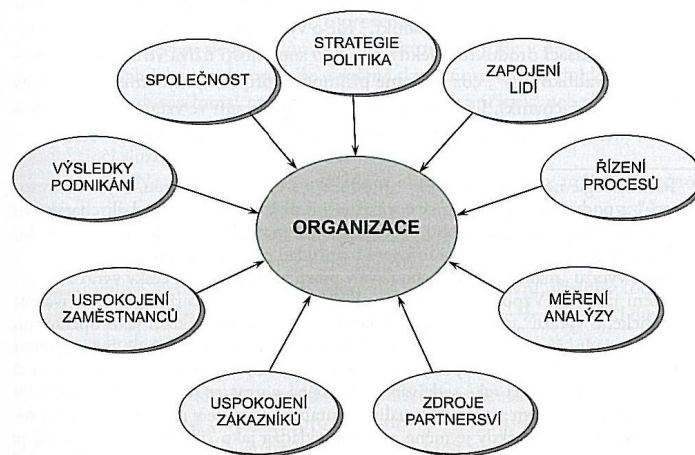 STRATEGIE
POLITIKA
SPOLEČNOST
ZAPOJENÍ
LIDÍ
VÝSLEDKY
PODNIKÁNÍ
ŘÍZENÍ
PROCESŮ
ORGANIZACE
USPOKOJENÍ
ZAMĚSTNANCŮ
MĚŘENÍ
ANALÝZY
USPOKOJENÍ
ZÁKAZNÍKŮ
ZDROJE
PARTNERSVÍ